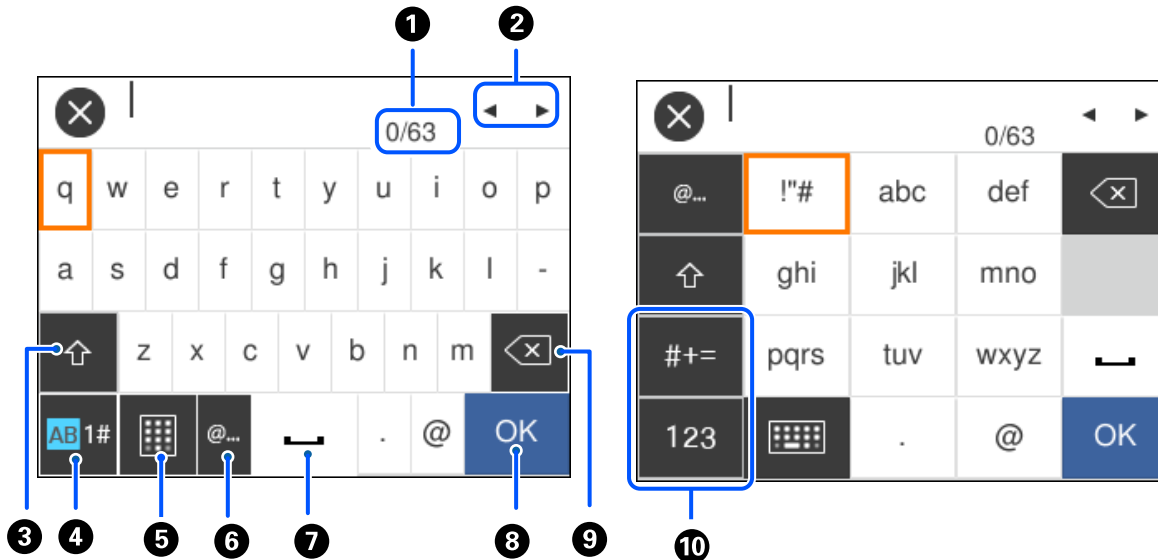 1 2
0/63
q w e r t y u i o p
a s d f g h j k l -
z x c v b n m
AB 1# @... . @ OK
3 4 5 6 7 8 9
0/63
@... !"# abc def
ghi jkl mno
#+= pqrs tuv wxyz
123 . @ OK
10